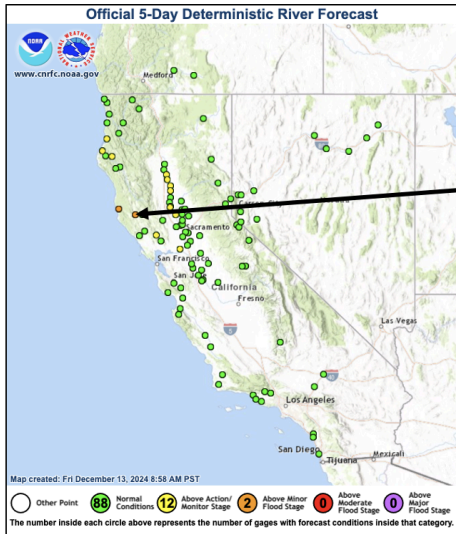 Official 5-Day Deterministic River Forecast
NOAA
www.cnrfc.noaa.gov
Medford
Carson City
Sacramento
San Francisco
San Jose
California
Fresno
Las Vegas
Los Angeles
San Diego
Tijuana
Mexicali
Map created: Fri December 13, 2024 8:58 AM PST
Other Point
88 Normal Conditions
12 Above Action/ Monitor Stage
2 Above Minor Flood Stage
0 Above Moderate Flood Stage
0 Above Major Flood Stage
The number inside each circle above represents the number of gages with forecast conditions inside that category.